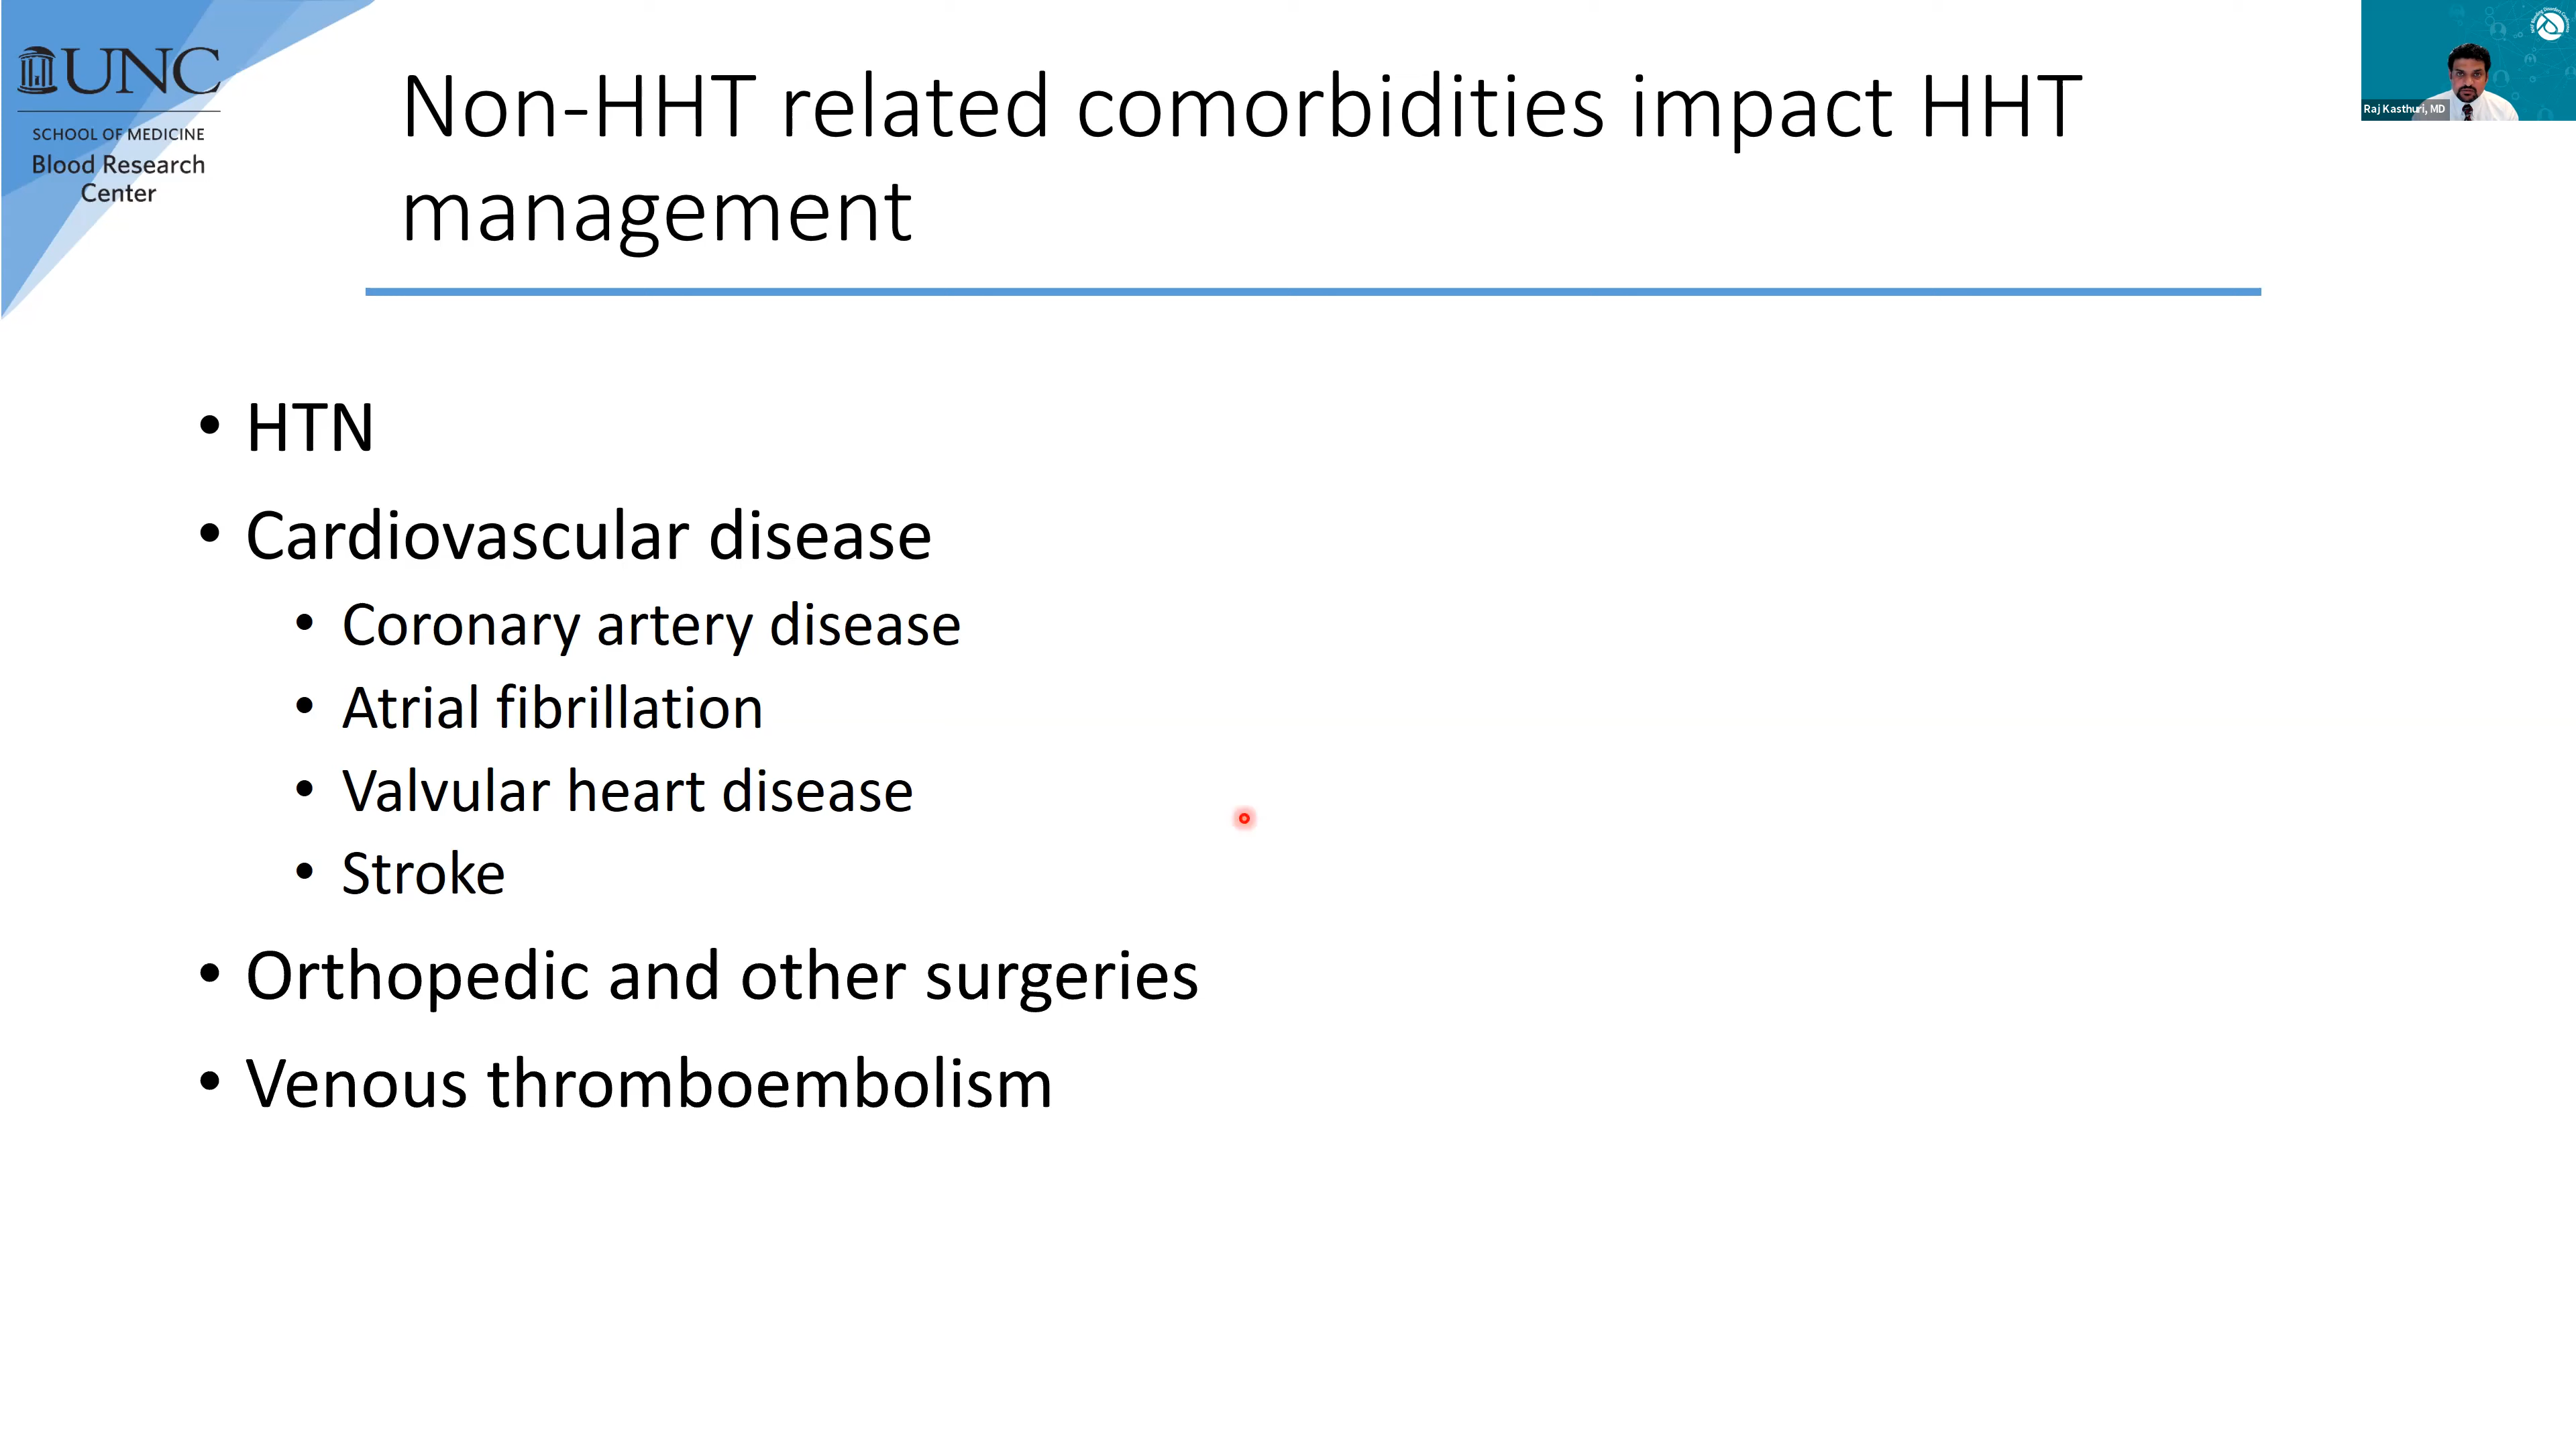 UNC
SCHOOL OF MEDICINE
Blood Research
Center
Non-HHT related comorbidities impact HHT
management
Raj Kasthuri, MD
• HTN
• Cardiovascular disease
• Coronary artery disease
• Atrial fibrillation
• Valvular heart disease
• Stroke
• Orthopedic and other surgeries
• Venous thromboembolism